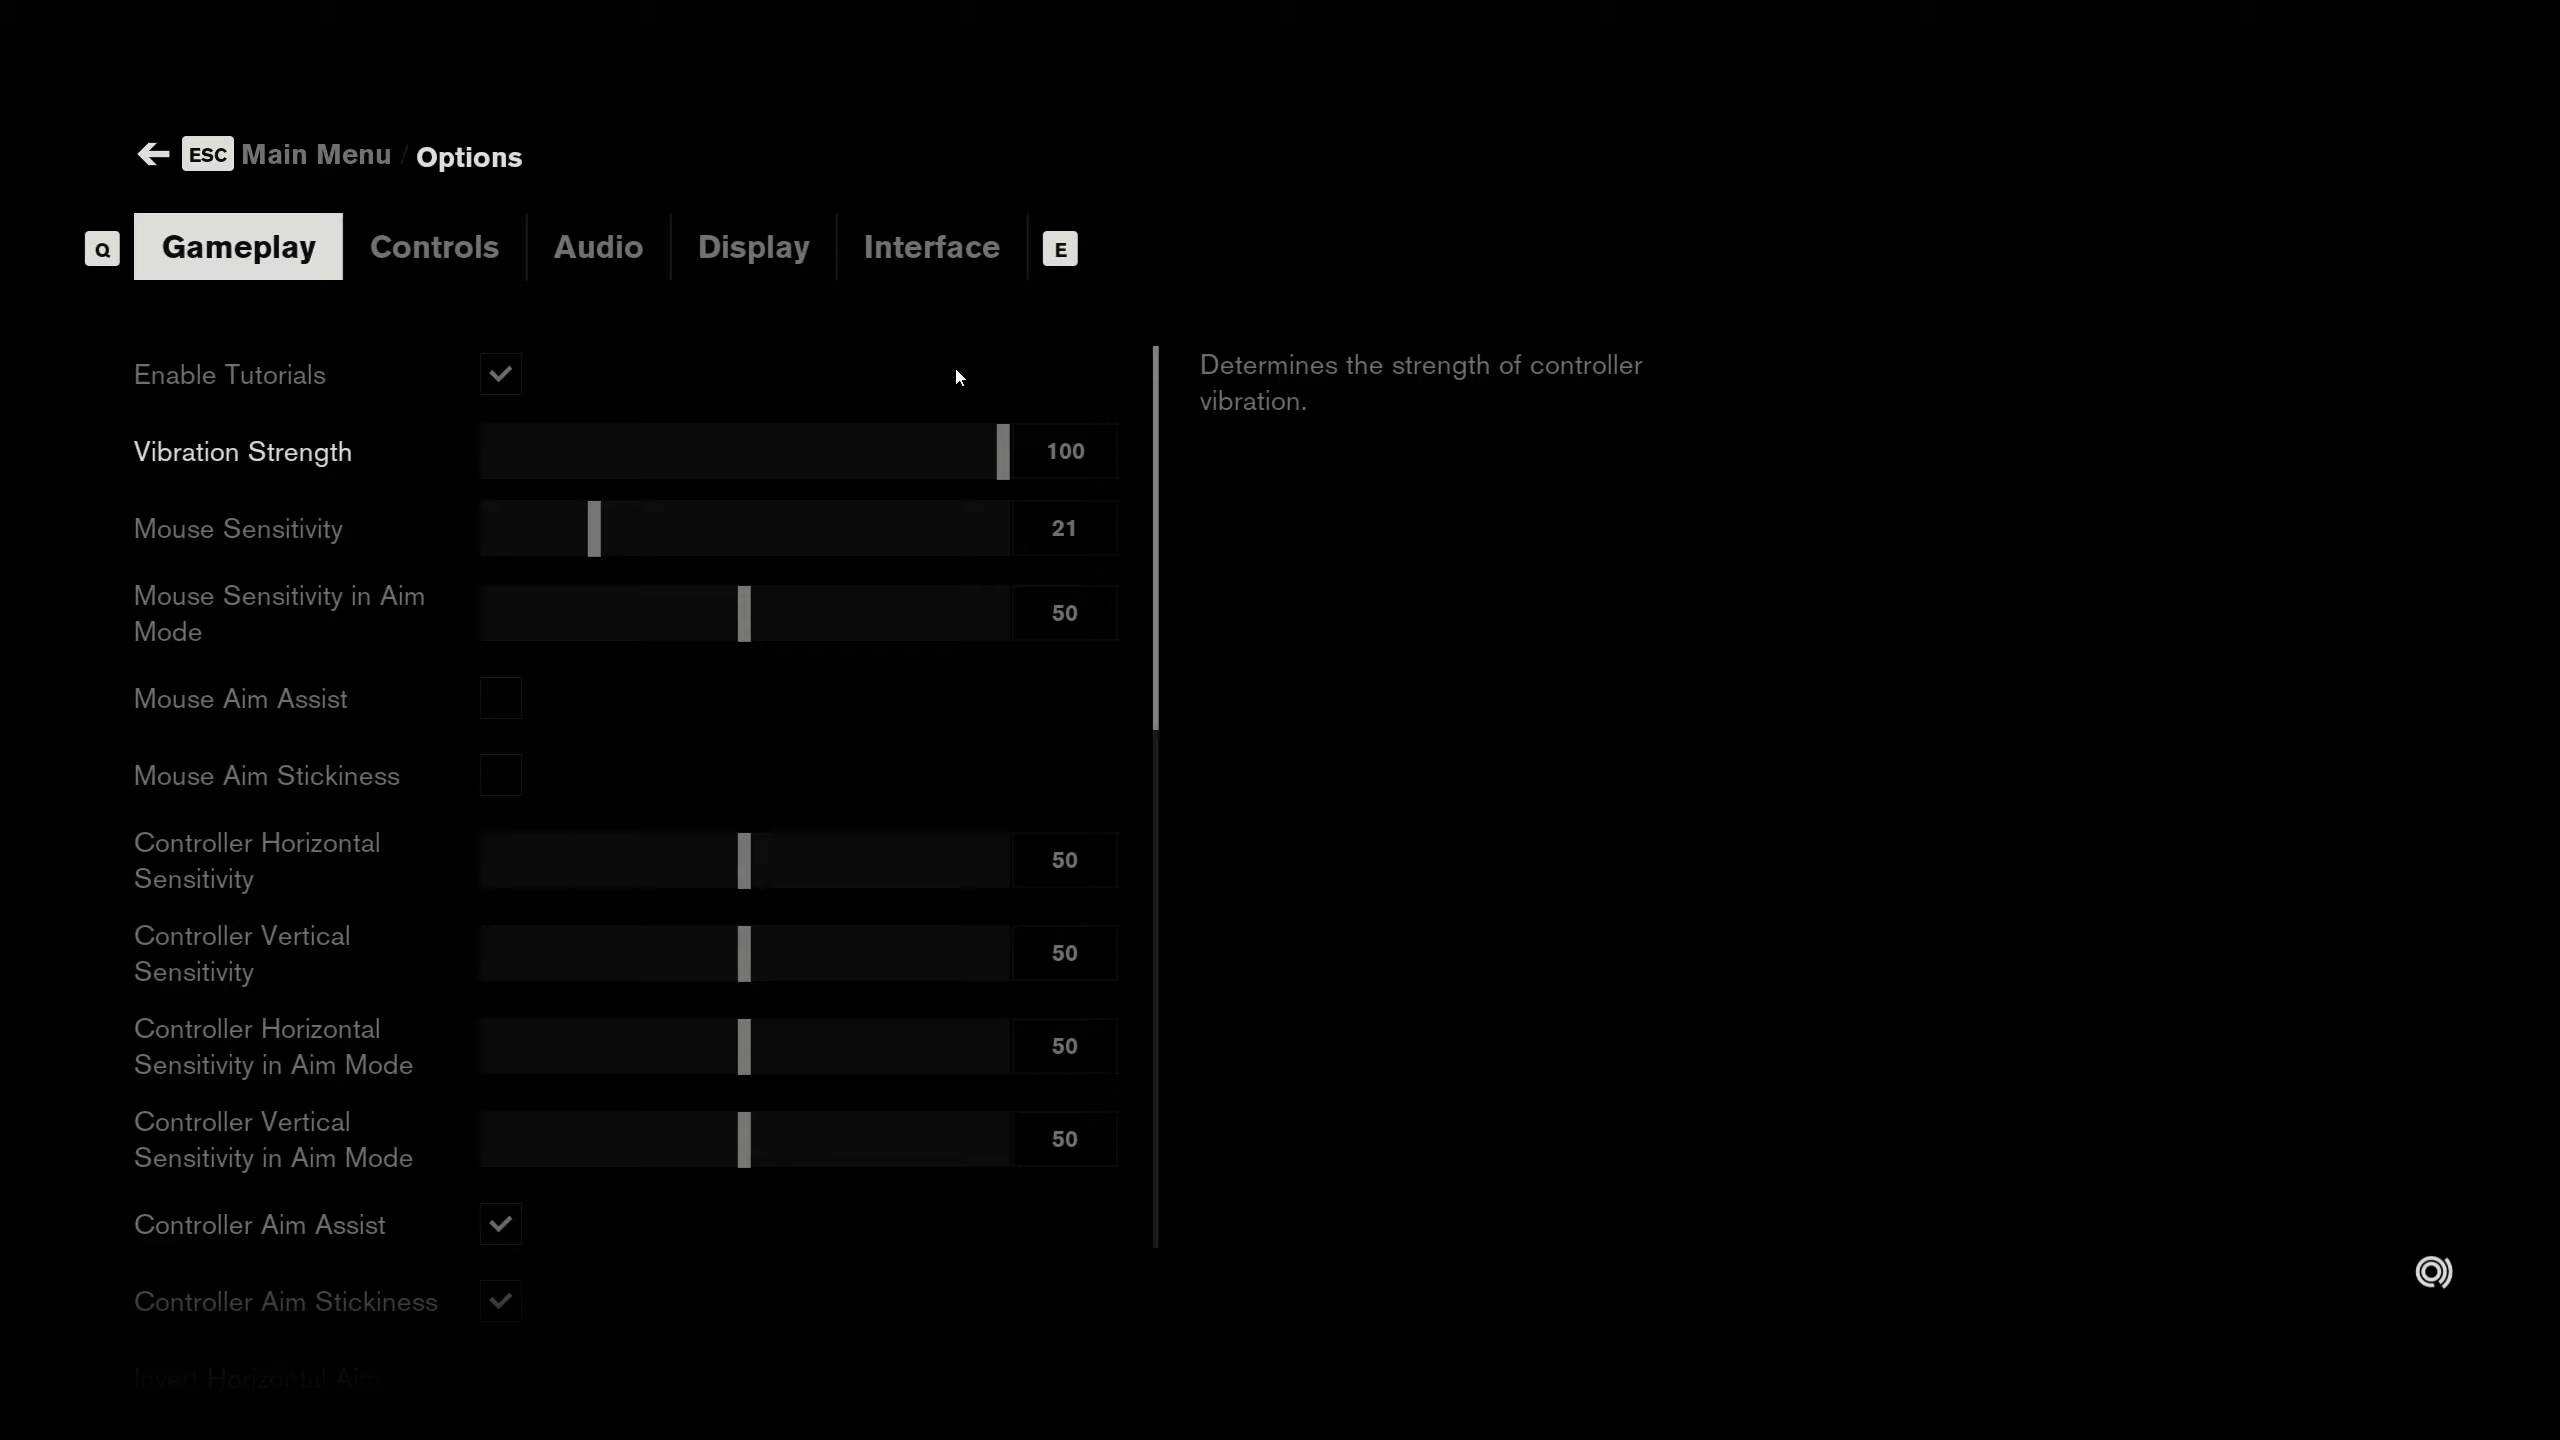 ESC Main Menu / Options
Q Gameplay Controls Audio Display Interface E
Enable Tutorials
Determines the strength of controller
vibration.
Vibration Strength 100
Mouse Sensitivity 21
Mouse Sensitivity in Aim
Mode
50
Mouse Aim Assist
Mouse Aim Stickiness
Controller Horizontal
Sensitivity
50
Controller Vertical
Sensitivity
50
Controller Horizontal
Sensitivity in Aim Mode
50
Controller Vertical
Sensitivity in Aim Mode
50
Controller Aim Assist
Controller Aim Stickiness
Invert Horizontal Aim